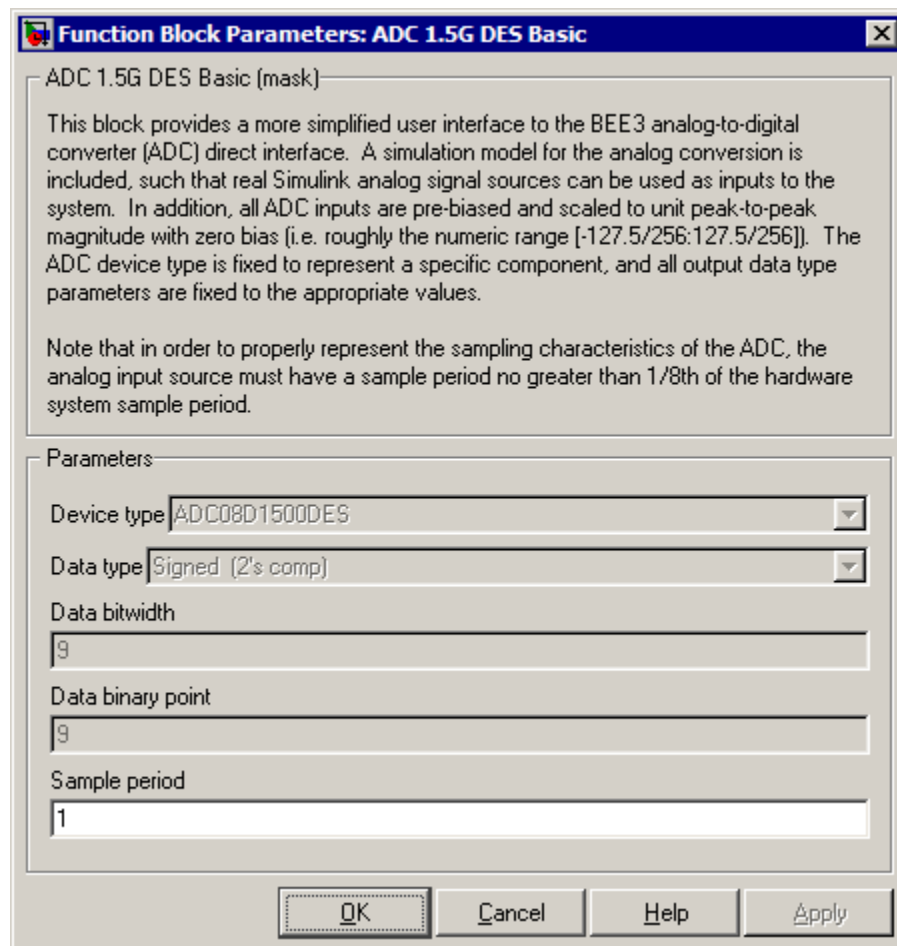 Function Block Parameters: ADC 1.5G DES Basic
ADC 1.5G DES Basic (mask)
This block provides a more simplified user interface to the BEE3 analog-to-digital
converter (ADC) direct interface.  A simulation model for the analog conversion is
included, such that real Simulink analog signal sources can be used as inputs to the
system.  In addition, all ADC inputs are pre-biased and scaled to unit peak-to-peak
magnitude with zero bias (i.e. roughly the numeric range [-127.5/256:127.5/256]).  The
ADC device type is fixed to represent a specific component, and all output data type
parameters are fixed to the appropriate values.
Note that in order to properly represent the sampling characteristics of the ADC, the
analog input source must have a sample period no greater than 1/8th of the hardware
system sample period.
Parameters
Device type ADC08D1500DES
Data type Signed  (2's comp)
Data bitwidth
9
Data binary point
9
Sample period
1
OK Cancel Help Apply